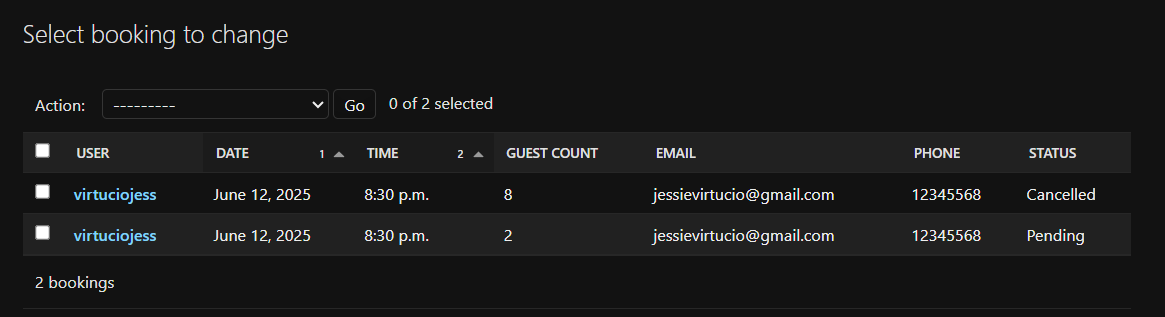 Select booking to change
Action: --------- Go 0 of 2 selected
USER DATE 1 TIME 2 GUEST COUNT EMAIL PHONE STATUS
virtuciojess June 12, 2025 8:30 p.m. 8 jessievirtucio@gmail.com 12345568 Cancelled
virtuciojess June 12, 2025 8:30 p.m. 2 jessievirtucio@gmail.com 12345568 Pending
2 bookings